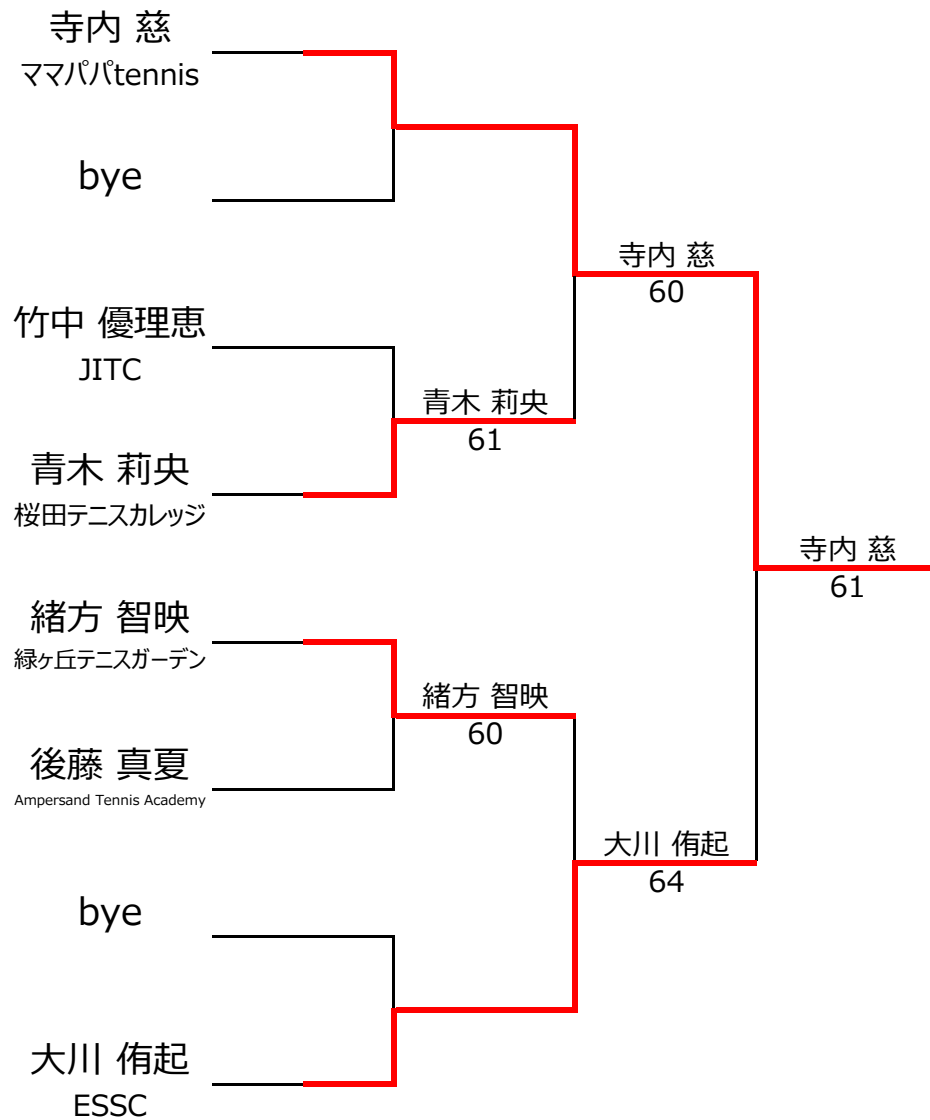 寺内 慈
ママパパtennis
bye
竹中 優理恵
JITC
青木 莉央
桜田テニスカレッジ
緒方 智映
緑ヶ丘テニスガーデン
後藤 真夏
Ampersand Tennis Academy
bye
大川 侑起
ESSC
青木 莉央
61
緒方 智映
60
寺内 慈
60
大川 侑起
64
寺内 慈
61